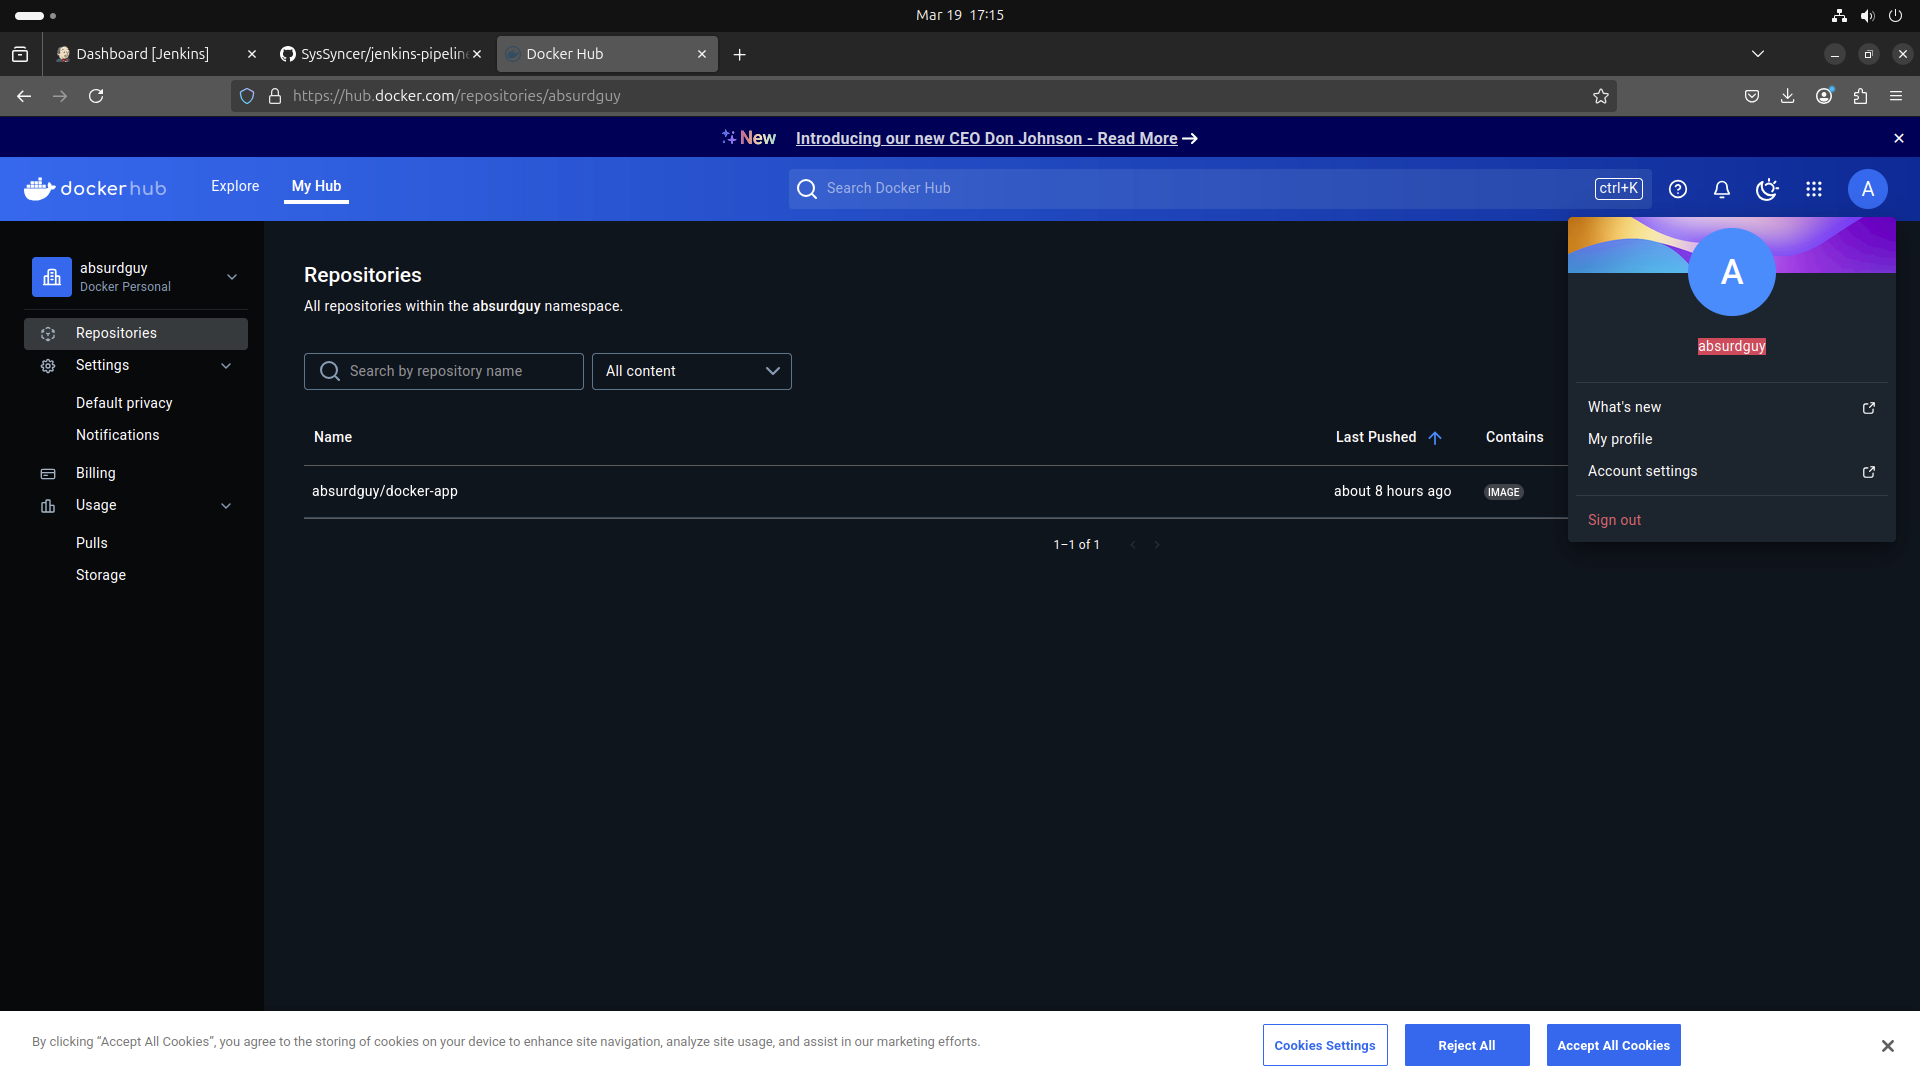 Mar 19 17:15
Dashboard [Jenkins]
SysSyncer/jenkins-pipelin
Docker Hub
https://hub.docker.com/repositories/absurdguy
New Introducing our new CEO Don Johnson - Read More
dockerhub
Explore
My Hub
Search Docker Hub
ctrl+K
A
absurdguy
Docker Personal
Repositories
Settings
Default privacy
Notifications
Billing
Usage
Pulls
Storage
Repositories
All repositories within the absurdguy namespace.
Search by repository name
All content
Name Last Pushed Contains
absurdguy/docker-app about 8 hours ago IMAGE
1–1 of 1
A
absurdguy
What's new
My profile
Account settings
Sign out
By clicking “Accept All Cookies”, you agree to the storing of cookies on your device to enhance site navigation, analyze site usage, and assist in our marketing efforts.
Cookies Settings
Reject All
Accept All Cookies